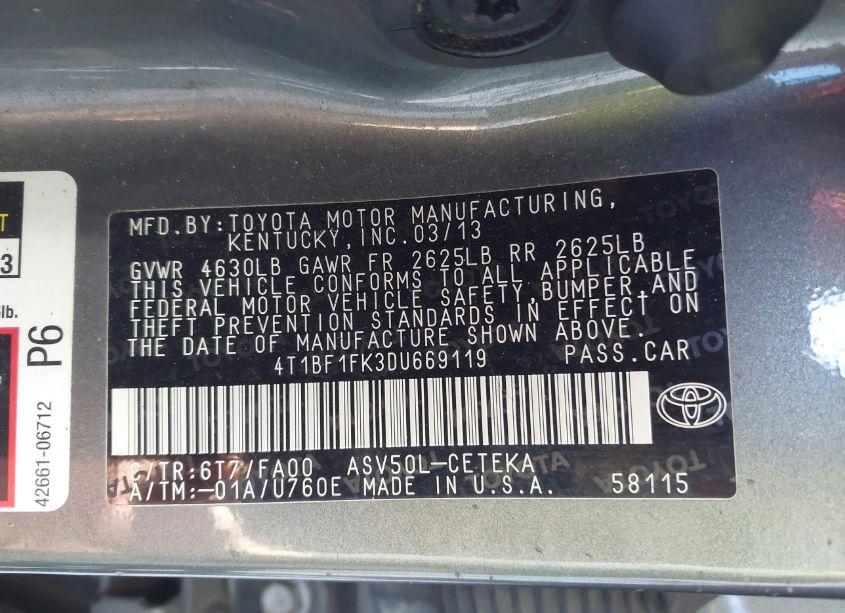 T
3
lb.
P6
42661-06712
MFD.BY:TOYOTA MOTOR MANUFACTURING,
KENTUCKY,INC.03/13
GVWR 4630LB GAWR FR 2625LB RR 2625LB
THIS VEHICLE CONFORMS TO ALL APPLICABLE
FEDERAL MOTOR VEHICLE SAFETY,BUMPER,AND
THEFT PREVENTION STANDARDS IN EFFECT ON
THE DATE OF MANUFACTURE SHOWN ABOVE.
4T1BF1FK3DU669119 PASS.CAR
C/TR:6T7/FA00 ASV50L-CETEKA
A/TM:-01A/U760E MADE IN U.S.A. 58115